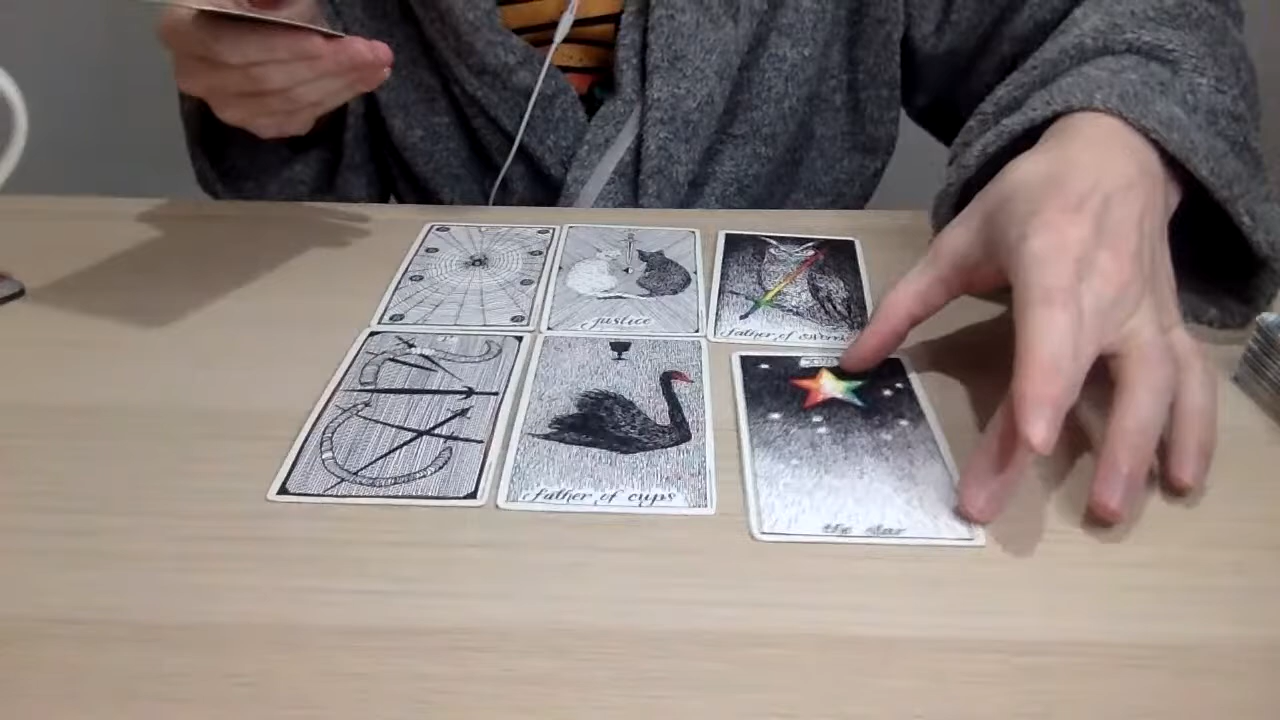 justice
father of swords
father of cups
the star